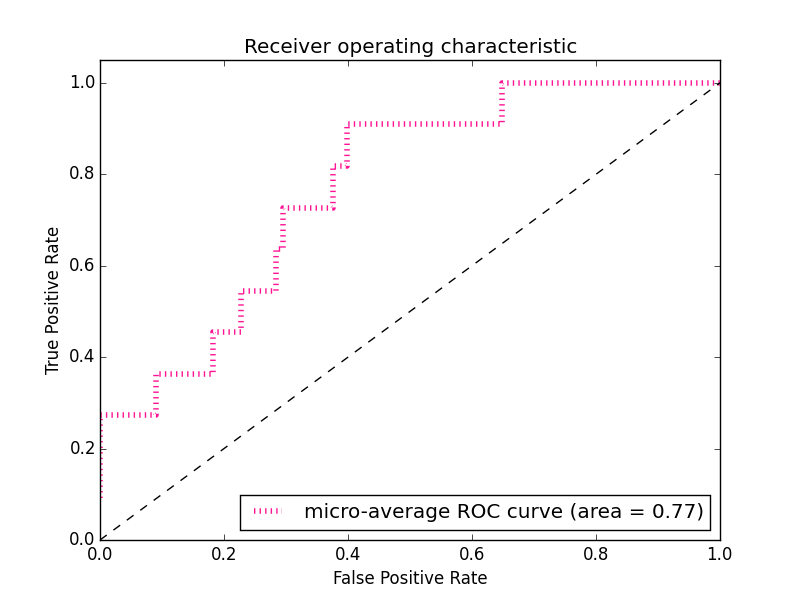 Receiver operating characteristic
1.0
0.8
0.6
0.4
0.2
0.0
True Positive Rate
micro-average ROC curve (area = 0.77)
0.0 0.2 0.4 0.6 0.8 1.0
False Positive Rate